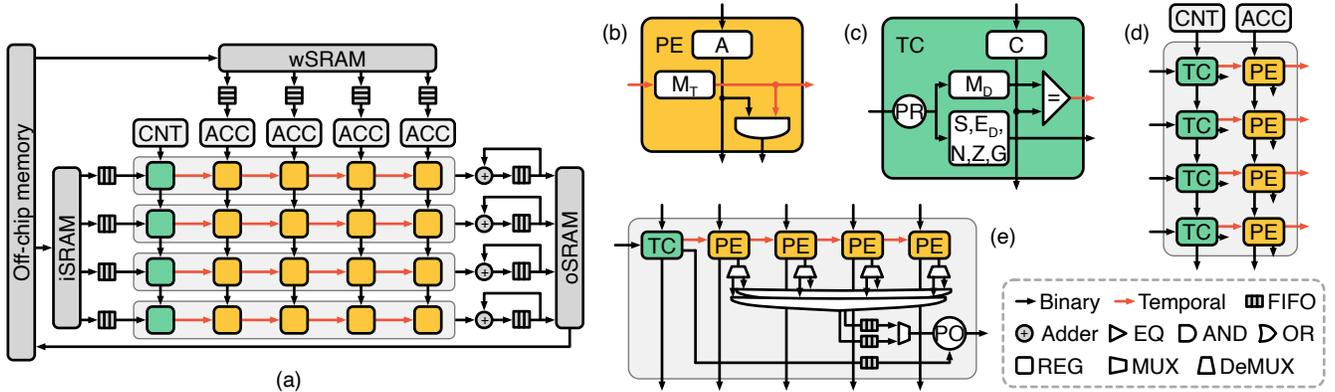 Off-chip memory
wSRAM
CNT ACC ACC ACC ACC
iSRAM
oSRAM
(a)
(b)
PE
A
M_T
(c)
TC
C
PR
M_D
=
S,E_D,
N,Z,G
(d)
CNT ACC
TC PE
TC PE
TC PE
TC PE
(e)
TC PE PE PE PE
PO
Binary Temporal FIFO
+ Adder EQ AND OR
REG MUX DeMUX